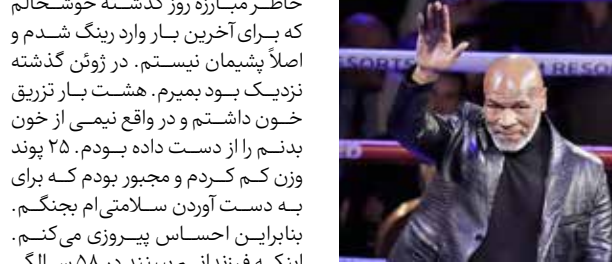 خاطر مبارزه روز گذشته خوشحالم
که برای آخرین بار وارد رینگ شدم و
اصلاً پشیمان نیستم. در ژوئن گذشته
نزدیک بود بمیرم. هشت بار تزریق
خون داشتم و در واقع نیمی از خون
بدنم را از دست داده بودم. ۲۵ پوند
وزن کم کردم و مجبور بودم که برای
به دست آوردن سلامتی‌ام بجنگم.
بنابراین احساس پیروزی می‌کنم.
اینکه فرزندانم ببینند در ۵۸ سالگی
SORTS
RESO